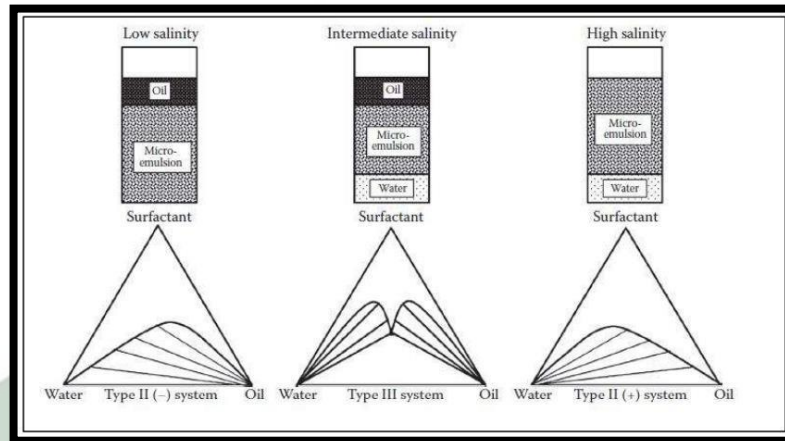 Low salinity
Intermediate salinity
High salinity
Oil
Micro-
emulsion
Oil
Micro-
emulsion
Water
Micro-
emulsion
Water
Surfactant
Surfactant
Surfactant
Water Type II (−) system Oil
Water Type III system Oil
Water Type II (+) system Oil